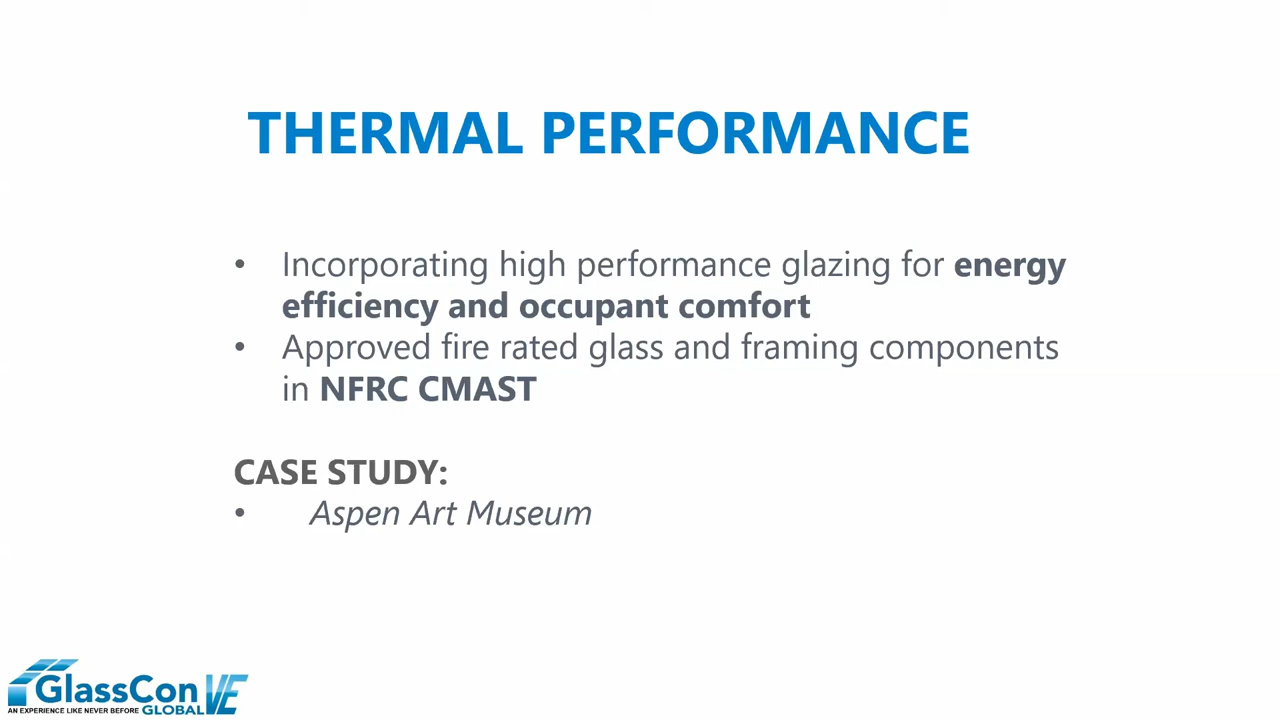 THERMAL PERFORMANCE
• Incorporating high performance glazing for energy
efficiency and occupant comfort
• Approved fire rated glass and framing components
in NFRC CMAST
CASE STUDY:
• Aspen Art Museum
GlassCon VE
AN EXPERIENCE LIKE NEVER BEFORE GLOBAL